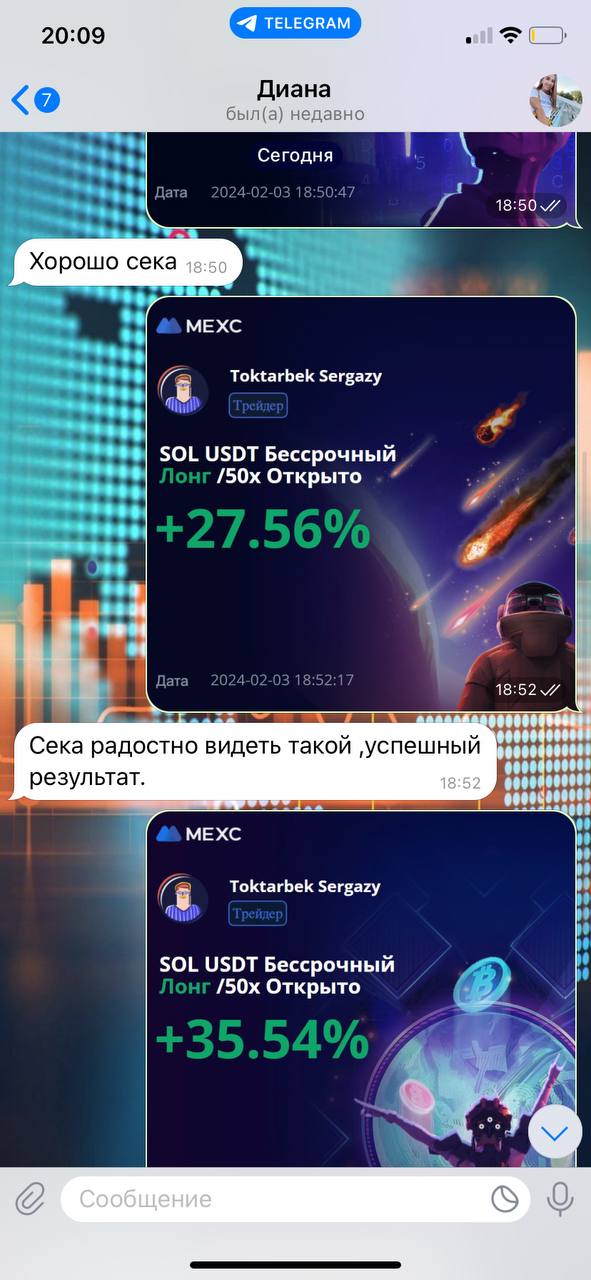 20:09
TELEGRAM
7
Диана
был(а) недавно
Сегодня
Дата 2024-02-03 18:50:47
18:50
Хорошо сека 18:50
MEXC
Toktarbek Sergazy
Трейдер
SOL USDT Бессрочный
Лонг /50x Открыто
+27.56%
Дата 2024-02-03 18:52:17
18:52
Сека радостно видеть такой ,успешный
результат. 18:52
MEXC
Toktarbek Sergazy
Трейдер
SOL USDT Бессрочный
Лонг /50x Открыто
+35.54%
Сообщение